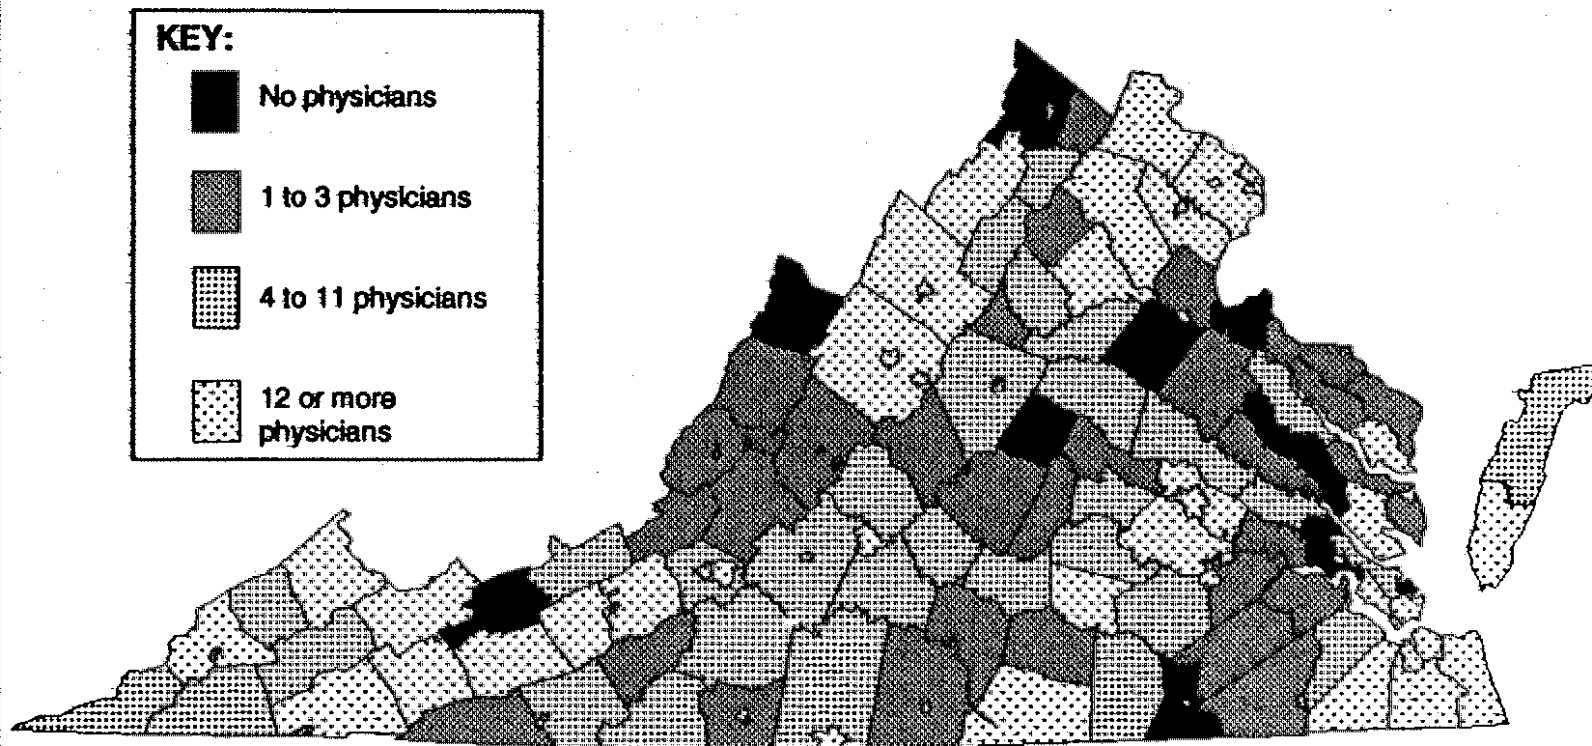 KEY:
No physicians
1 to 3 physicians
4 to 11 physicians
12 or more
physicians